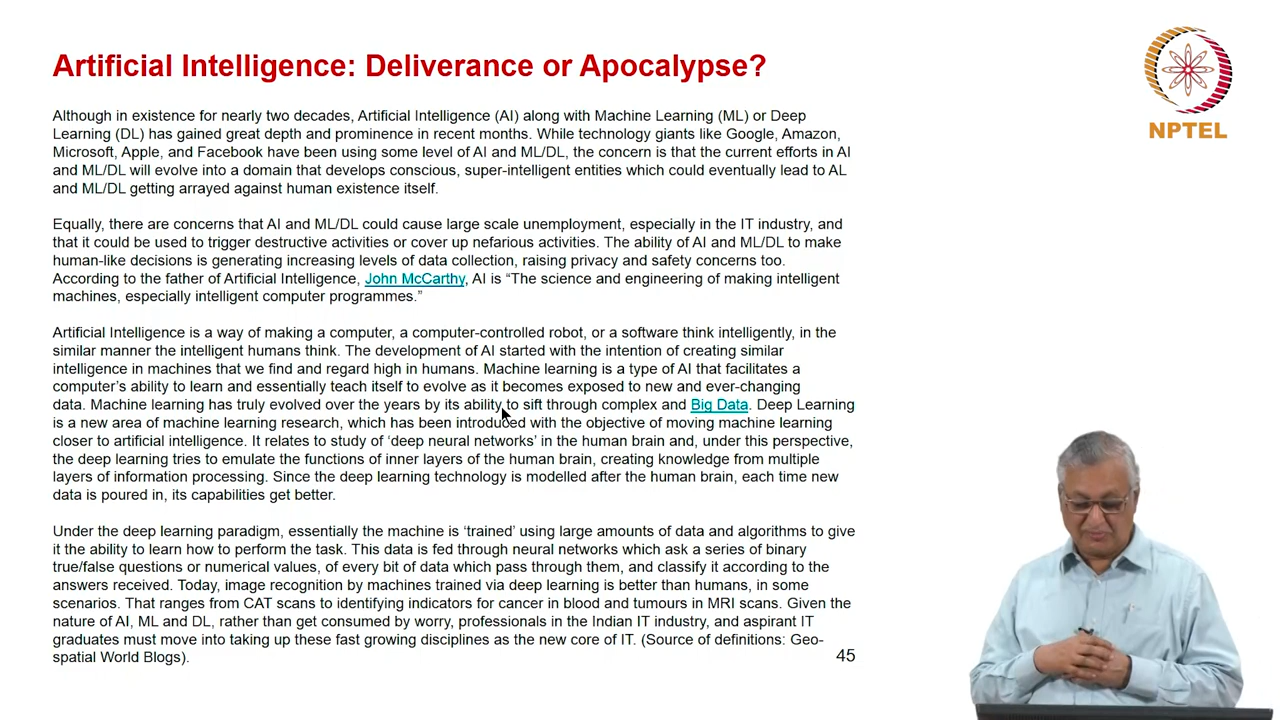 Artificial Intelligence: Deliverance or Apocalypse?
NPTEL
Although in existence for nearly two decades, Artificial Intelligence (AI) along with Machine Learning (ML) or Deep
Learning (DL) has gained great depth and prominence in recent months. While technology giants like Google, Amazon,
Microsoft, Apple, and Facebook have been using some level of AI and ML/DL, the concern is that the current efforts in AI
and ML/DL will evolve into a domain that develops conscious, super-intelligent entities which could eventually lead to AL
and ML/DL getting arrayed against human existence itself.
Equally, there are concerns that AI and ML/DL could cause large scale unemployment, especially in the IT industry, and
that it could be used to trigger destructive activities or cover up nefarious activities. The ability of AI and ML/DL to make
human-like decisions is generating increasing levels of data collection, raising privacy and safety concerns too.
According to the father of Artificial Intelligence, John McCarthy, AI is “The science and engineering of making intelligent
machines, especially intelligent computer programmes.”
Artificial Intelligence is a way of making a computer, a computer-controlled robot, or a software think intelligently, in the
similar manner the intelligent humans think. The development of AI started with the intention of creating similar
intelligence in machines that we find and regard high in humans. Machine learning is a type of AI that facilitates a
computer’s ability to learn and essentially teach itself to evolve as it becomes exposed to new and ever-changing
data. Machine learning has truly evolved over the years by its ability to sift through complex and Big Data. Deep Learning
is a new area of machine learning research, which has been introduced with the objective of moving machine learning
closer to artificial intelligence. It relates to study of ‘deep neural networks’ in the human brain and, under this perspective,
the deep learning tries to emulate the functions of inner layers of the human brain, creating knowledge from multiple
layers of information processing. Since the deep learning technology is modelled after the human brain, each time new
data is poured in, its capabilities get better.
Under the deep learning paradigm, essentially the machine is ‘trained’ using large amounts of data and algorithms to give
it the ability to learn how to perform the task. This data is fed through neural networks which ask a series of binary
true/false questions or numerical values, of every bit of data which pass through them, and classify it according to the
answers received. Today, image recognition by machines trained via deep learning is better than humans, in some
scenarios. That ranges from CAT scans to identifying indicators for cancer in blood and tumours in MRI scans. Given the
nature of AI, ML and DL, rather than get consumed by worry, professionals in the Indian IT industry, and aspirant IT
graduates must move into taking up these fast growing disciplines as the new core of IT. (Source of definitions: Geo-
spatial World Blogs).
45